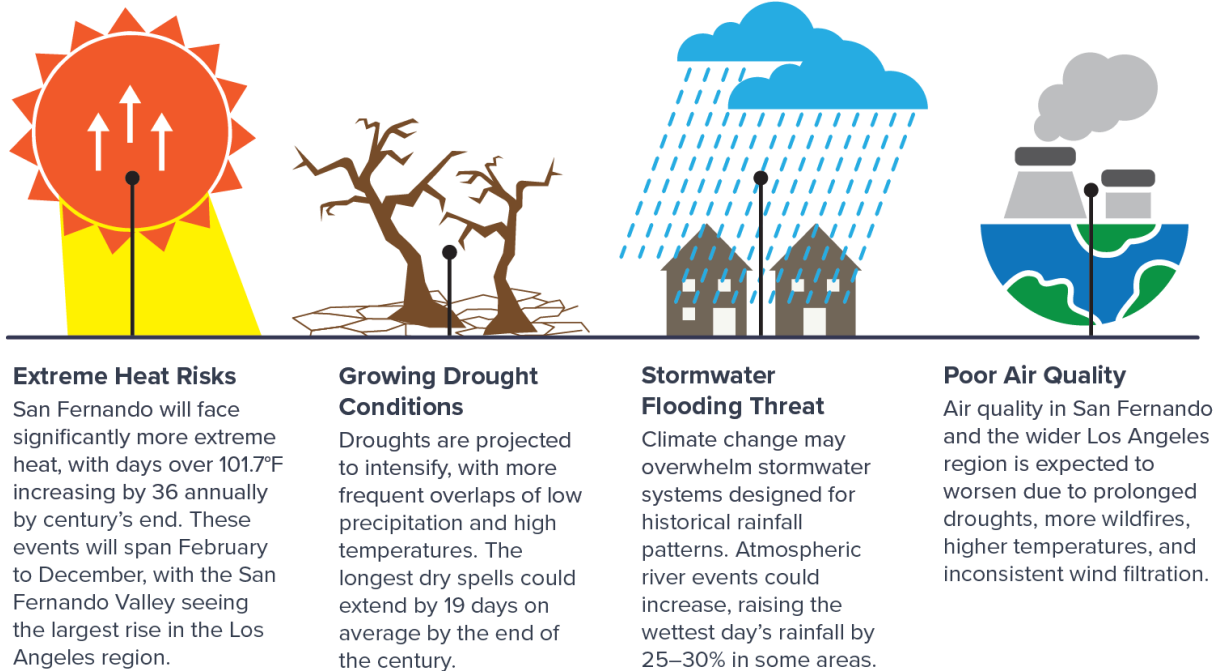 Extreme Heat Risks
San Fernando will face
significantly more extreme
heat, with days over 101.7°F
increasing by 36 annually
by century’s end. These
events will span February
to December, with the San
Fernando Valley seeing
the largest rise in the Los
Angeles region.
Growing Drought
Conditions
Droughts are projected
to intensify, with more
frequent overlaps of low
precipitation and high
temperatures. The
longest dry spells could
extend by 19 days on
average by the end of
the century.
Stormwater
Flooding Threat
Climate change may
overwhelm stormwater
systems designed for
historical rainfall
patterns. Atmospheric
river events could
increase, raising the
wettest day’s rainfall by
25–30% in some areas.
Poor Air Quality
Air quality in San Fernando
and the wider Los Angeles
region is expected to
worsen due to prolonged
droughts, more wildfires,
higher temperatures, and
inconsistent wind filtration.